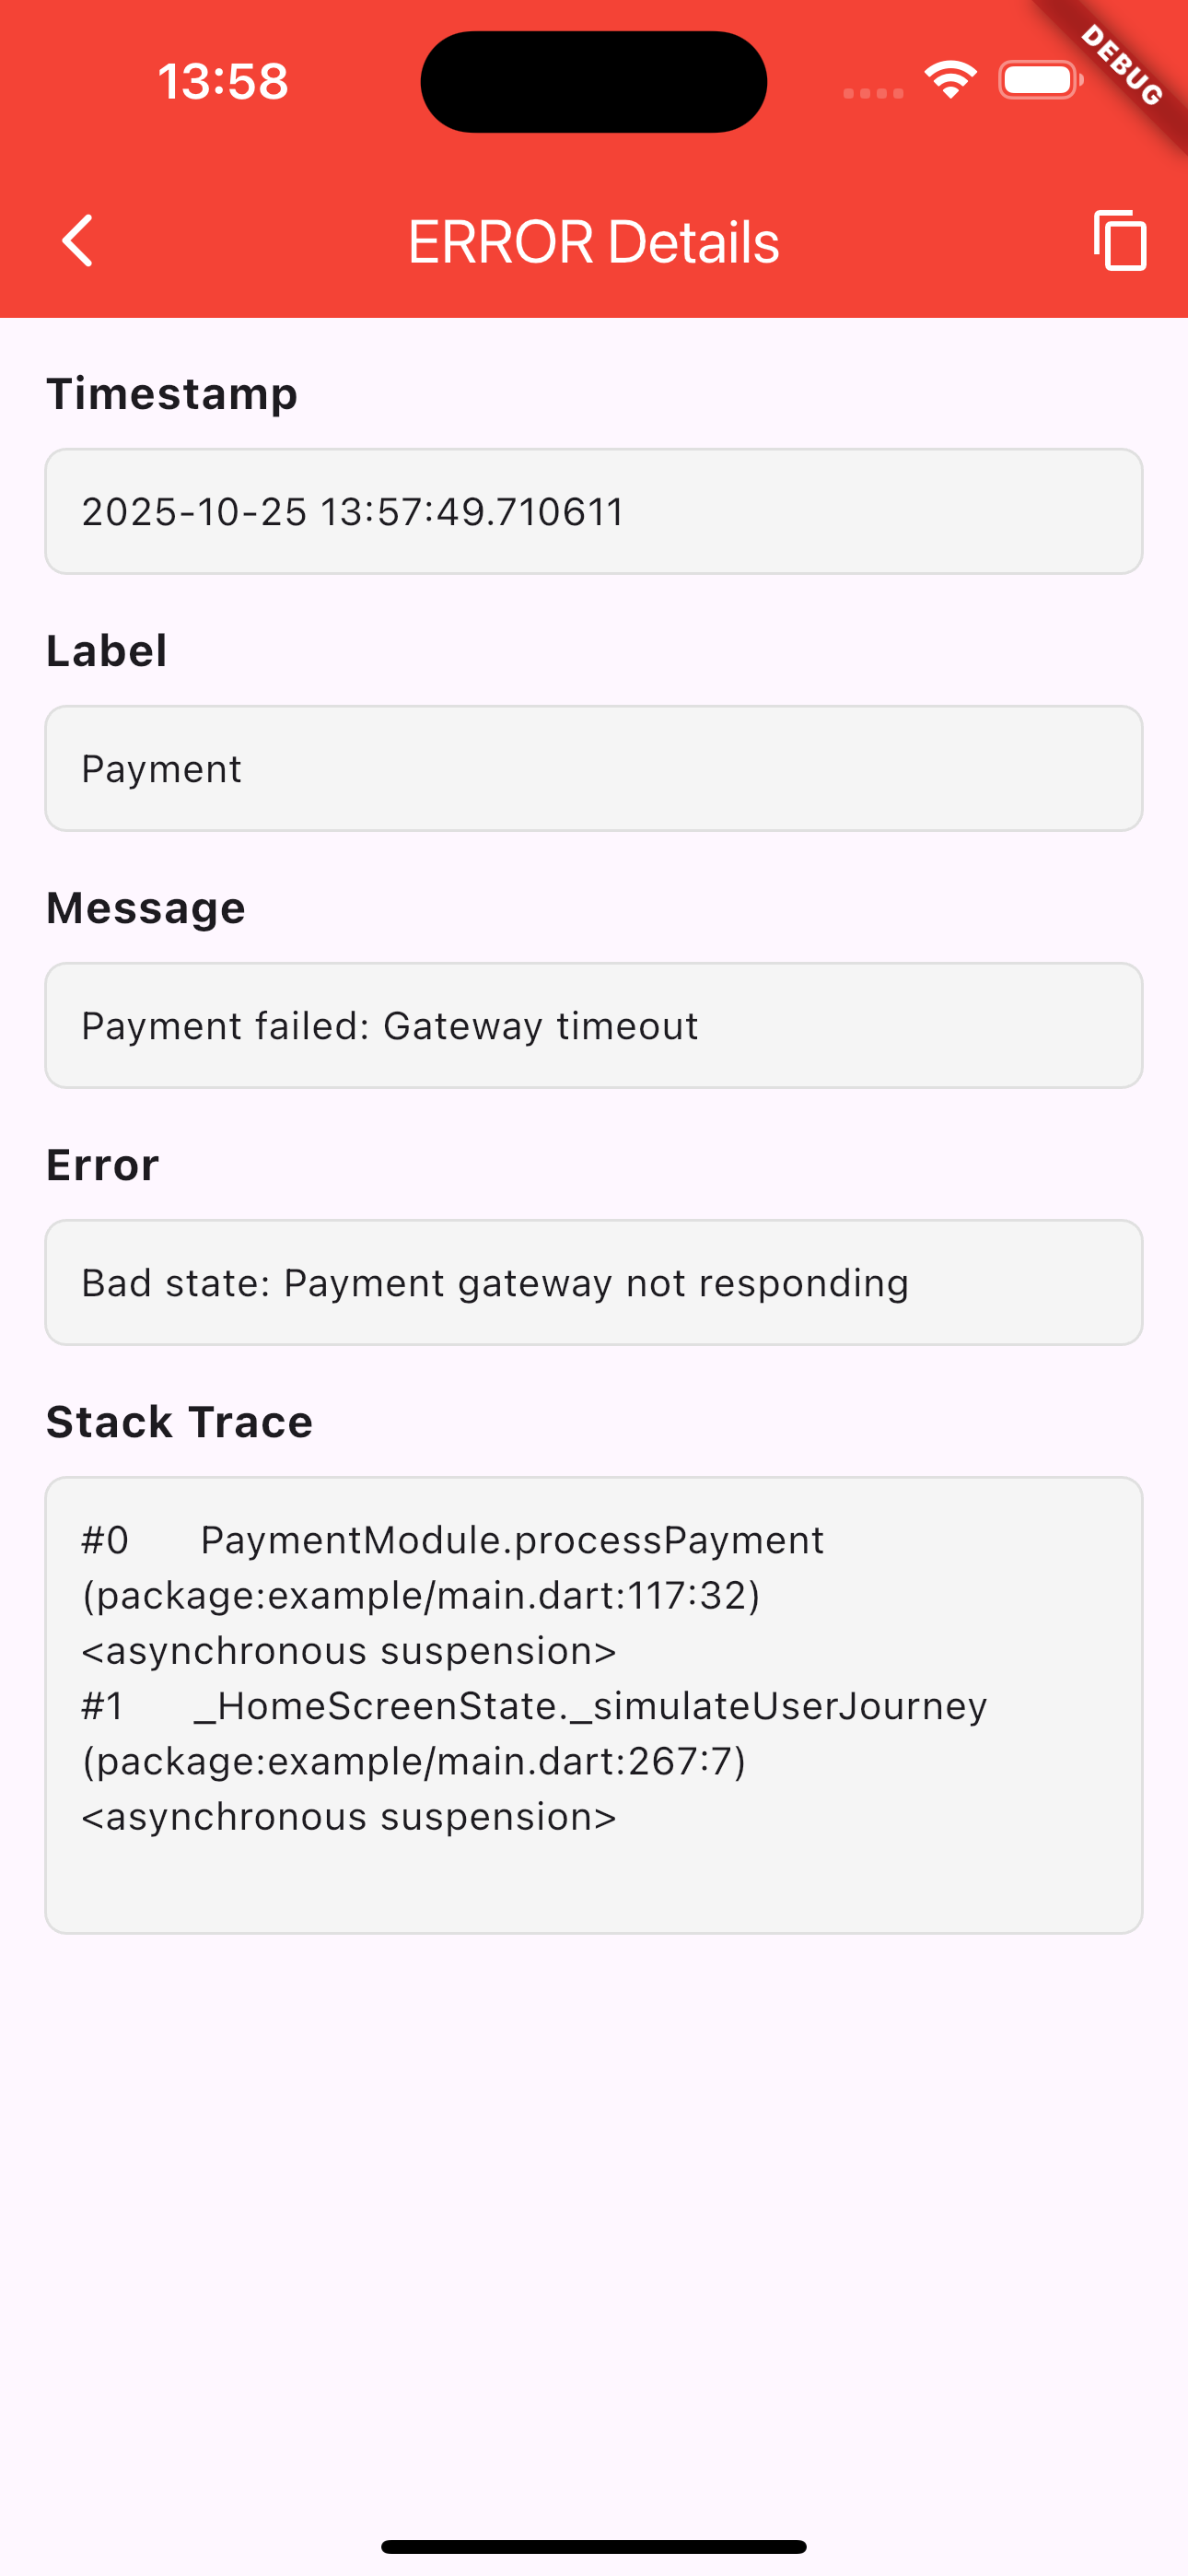 13:58
DEBUG
ERROR Details
Timestamp
2025-10-25 13:57:49.710611
Label
Payment
Message
Payment failed: Gateway timeout
Error
Bad state: Payment gateway not responding
Stack Trace
#0      PaymentModule.processPayment
(package:example/main.dart:117:32)
<asynchronous suspension>
#1      _HomeScreenState._simulateUserJourney
(package:example/main.dart:267:7)
<asynchronous suspension>